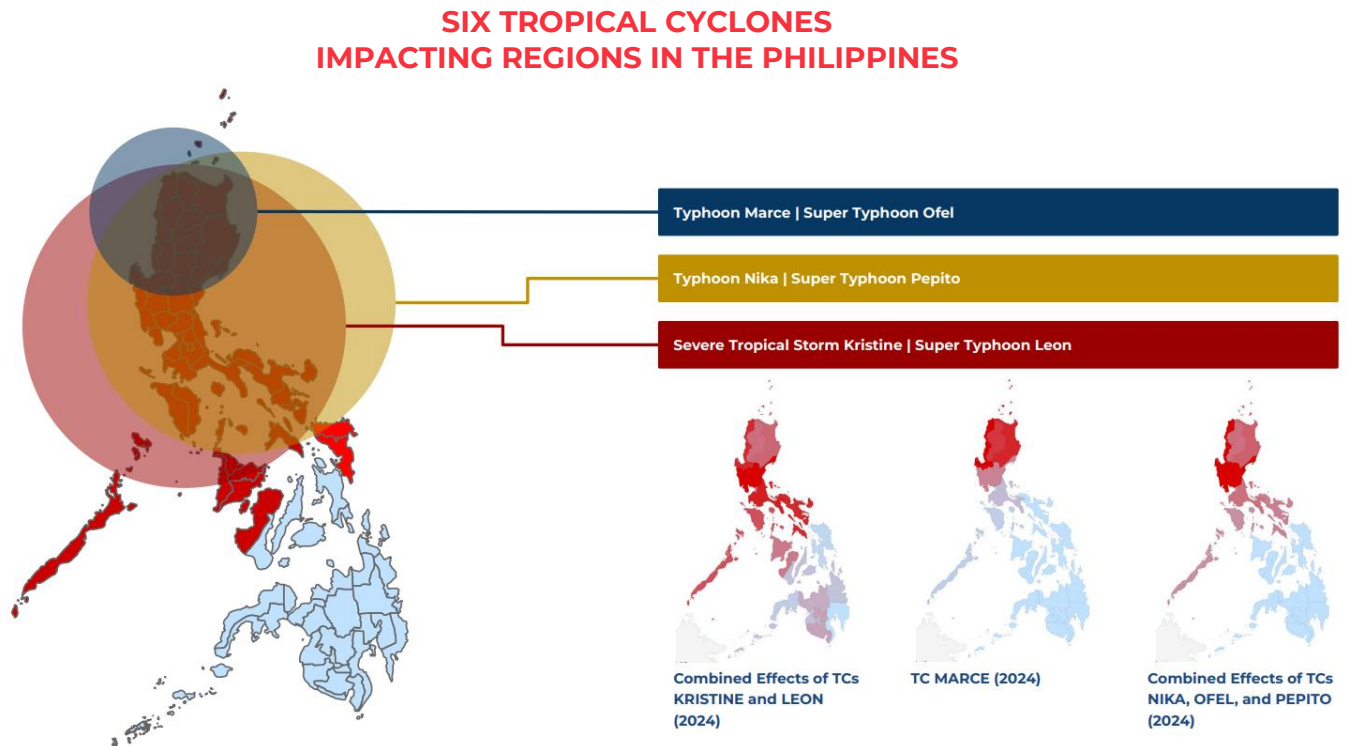 SIX TROPICAL CYCLONES
IMPACTING REGIONS IN THE PHILIPPINES
Typhoon Marce | Super Typhoon Ofel
Typhoon Nika | Super Typhoon Pepito
Severe Tropical Storm Kristine | Super Typhoon Leon
Combined Effects of TCs
KRISTINE and LEON
(2024)
TC MARCE (2024)
Combined Effects of TCs
NIKA, OFEL, and PEPITO
(2024)